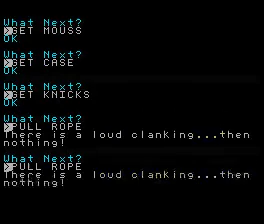 What Next?
>GET MOUSS
OK
What Next?
>GET CASE
OK
What Next?
>GET KNICKS
OK
What Next?
>PULL ROPE
There is a loud clanking...then
nothing!
What Next?
>PULL ROPE
There is a loud clanking...then
nothing!